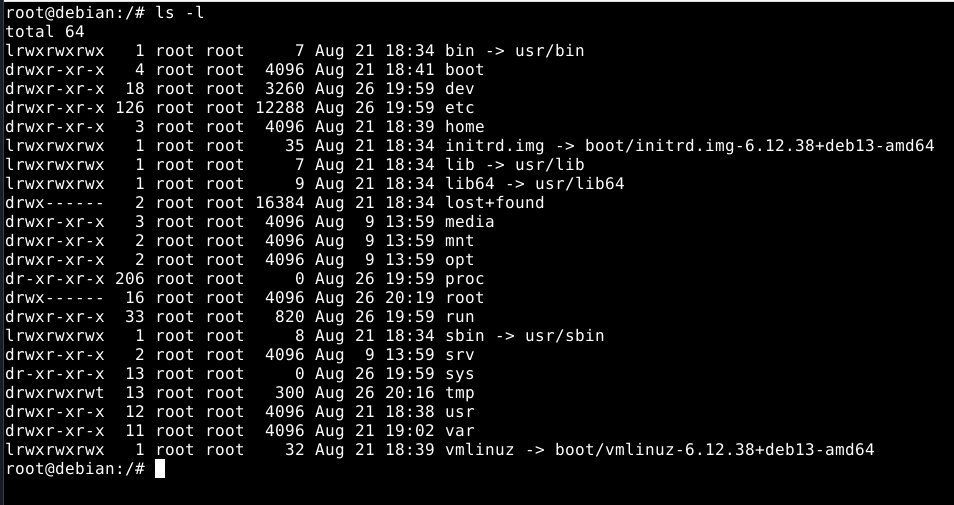 root@debian:/# ls -l
total 64
lrwxrwxrwx   1 root root     7 Aug 21 18:34 bin -> usr/bin
drwxr-xr-x   4 root root  4096 Aug 21 18:41 boot
drwxr-xr-x  18 root root  3260 Aug 26 19:59 dev
drwxr-xr-x 126 root root 12288 Aug 26 19:59 etc
drwxr-xr-x   3 root root  4096 Aug 21 18:39 home
lrwxrwxrwx   1 root root    35 Aug 21 18:34 initrd.img -> boot/initrd.img-6.12.38+deb13-amd64
lrwxrwxrwx   1 root root     7 Aug 21 18:34 lib -> usr/lib
lrwxrwxrwx   1 root root     9 Aug 21 18:34 lib64 -> usr/lib64
drwx------   2 root root 16384 Aug 21 18:34 lost+found
drwxr-xr-x   3 root root  4096 Aug  9 13:59 media
drwxr-xr-x   2 root root  4096 Aug  9 13:59 mnt
drwxr-xr-x   2 root root  4096 Aug  9 13:59 opt
dr-xr-xr-x 206 root root     0 Aug 26 19:59 proc
drwx------  16 root root  4096 Aug 26 20:19 root
drwxr-xr-x  33 root root   820 Aug 26 19:59 run
lrwxrwxrwx   1 root root     8 Aug 21 18:34 sbin -> usr/sbin
drwxr-xr-x   2 root root  4096 Aug  9 13:59 srv
dr-xr-xr-x  13 root root     0 Aug 26 19:59 sys
drwxrwxrwt  13 root root   300 Aug 26 20:16 tmp
drwxr-xr-x  12 root root  4096 Aug 21 18:38 usr
drwxr-xr-x  11 root root  4096 Aug 21 19:02 var
lrwxrwxrwx   1 root root    32 Aug 21 18:39 vmlinuz -> boot/vmlinuz-6.12.38+deb13-amd64
root@debian:/#